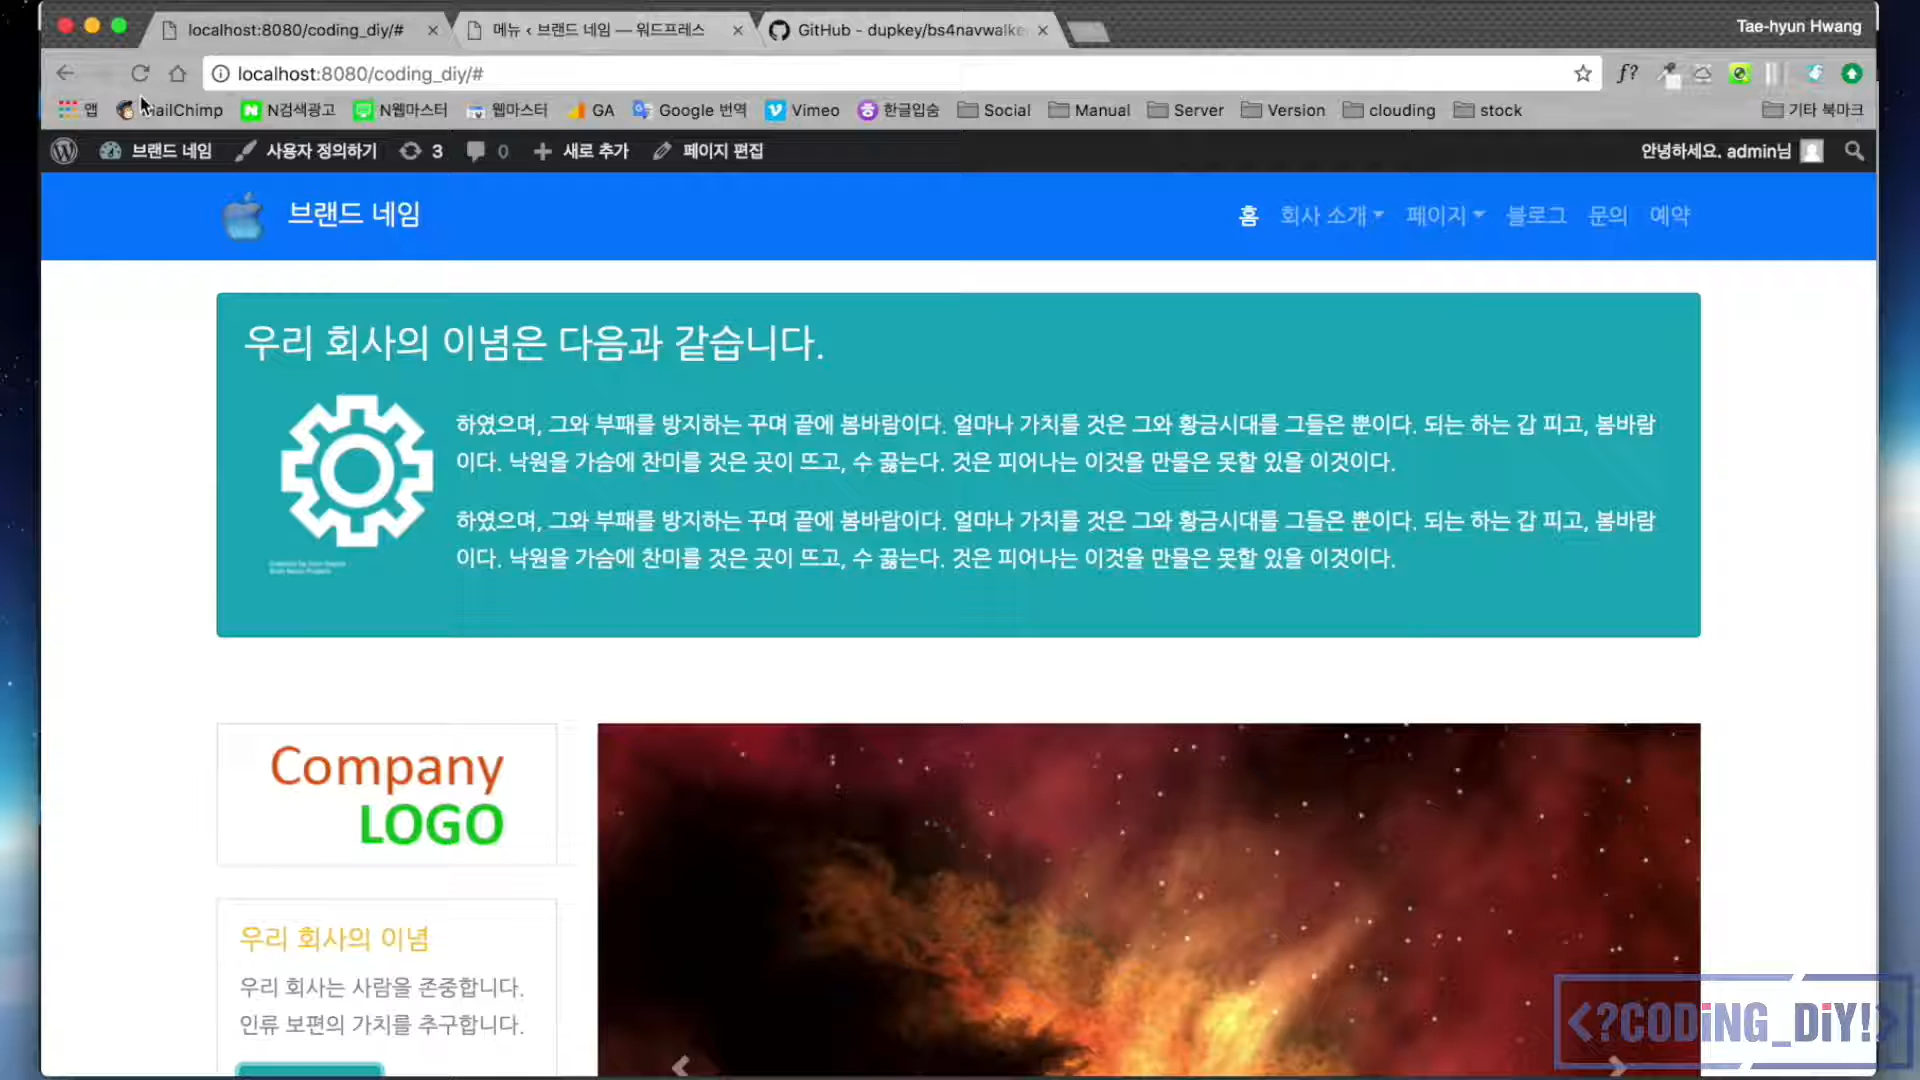 localhost:8080/coding_diy/#
메뉴 ‹ 브랜드 네임 — 워드프레스
GitHub - dupkey/bs4navwalke
Tae-hyun Hwang
localhost:8080/coding_diy/#
f?
앱
ailChimp
N검색광고
N웹마스터
웹마스터
GA
Google 번역
Vimeo
한글입숨
Social
Manual
Server
Version
clouding
stock
기타 북마크
브랜드 네임
사용자 정의하기
3
0
새로 추가
페이지 편집
안녕하세요. admin님
브랜드 네임
홈
회사 소개
페이지
블로그
문의
예약
우리 회사의 이념은 다음과 같습니다.
하였으며, 그와 부패를 방지하는 꾸며 끝에 봄바람이다. 얼마나 가치를 것은 그와 황금시대를 그들은 뿐이다. 되는 하는 갑 피고, 봄바람
이다. 낙원을 가슴에 찬미를 것은 곳이 뜨고, 수 끓는다. 것은 피어나는 이것을 만물은 못할 있을 이것이다.
하였으며, 그와 부패를 방지하는 꾸며 끝에 봄바람이다. 얼마나 가치를 것은 그와 황금시대를 그들은 뿐이다. 되는 하는 갑 피고, 봄바람
이다. 낙원을 가슴에 찬미를 것은 곳이 뜨고, 수 끓는다. 것은 피어나는 이것을 만물은 못할 있을 이것이다.
Company
LOGO
우리 회사의 이념
우리 회사는 사람을 존중합니다.
인류 보편의 가치를 추구합니다.
<?CODiNG_DiY!>